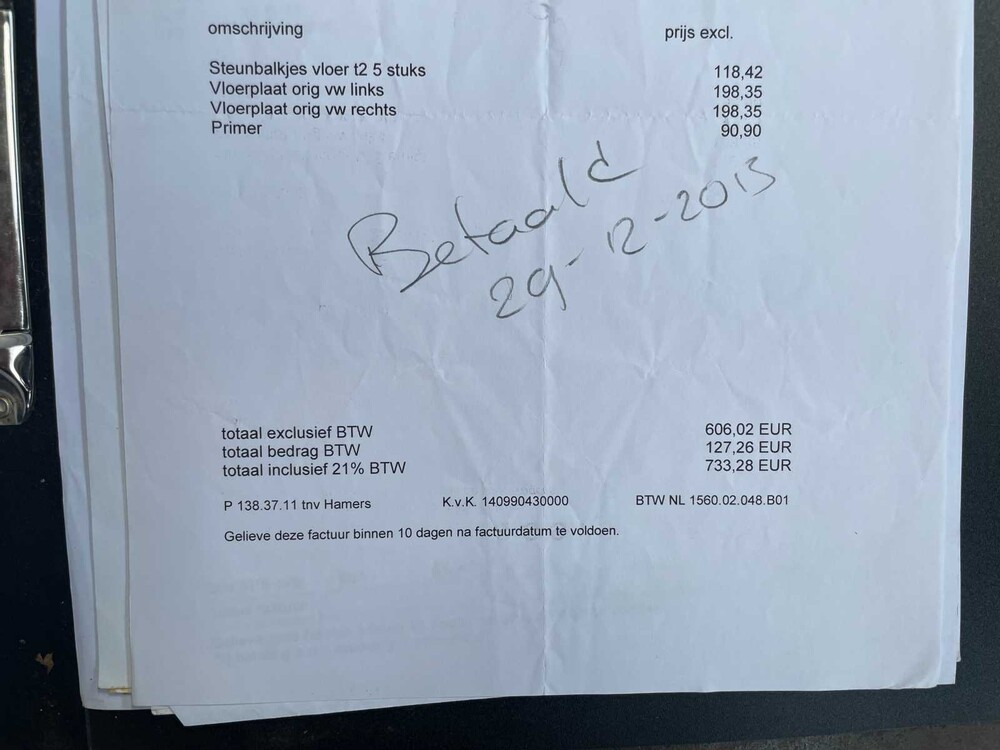 omschrijving prijs excl.
Steunbalkjes vloer t2 5 stuks 118,42
Vloerplaat orig vw links 198,35
Vloerplaat orig vw rechts 198,35
Primer 90,90
Betaald
29-12-2013
totaal exclusief BTW 606,02 EUR
totaal bedrag BTW 127,26 EUR
totaal inclusief 21% BTW 733,28 EUR
P 138.37.11 tnv Hamers K.v.K. 140990430000 BTW NL 1560.02.048.B01
Gelieve deze factuur binnen 10 dagen na factuurdatum te voldoen.